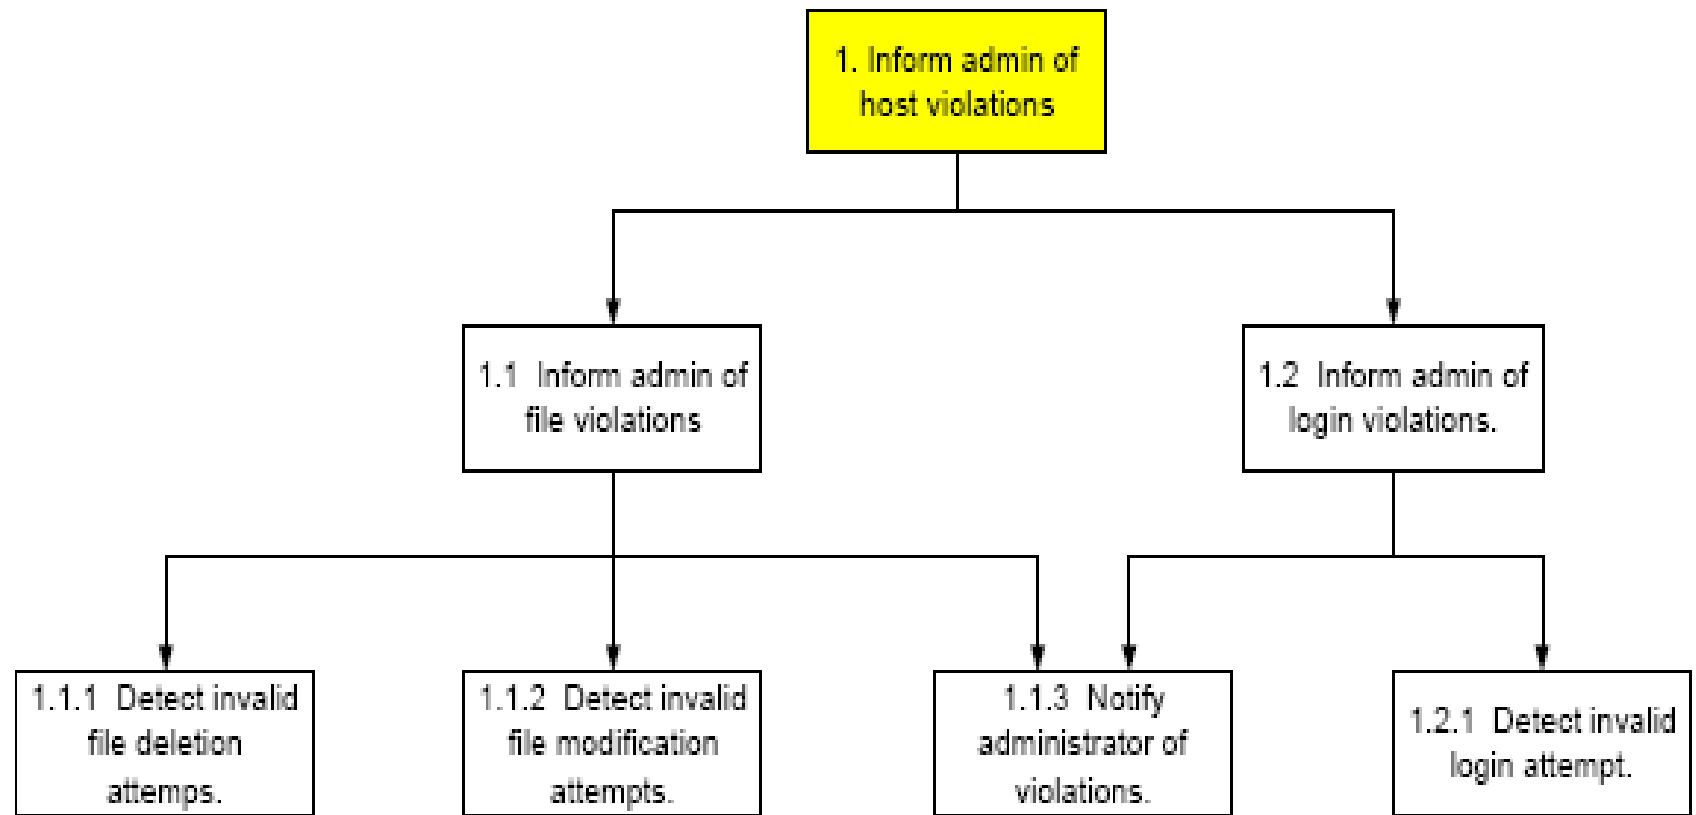 1. Inform admin of
host violations
1.1 Inform admin of
file violations
1.2 Inform admin of
login violations.
1.1.1 Detect invalid
file deletion
attemps.
1.1.2 Detect invalid
file modification
attempts.
1.1.3 Notify
administrator of
violations.
1.2.1 Detect invalid
login attempt.